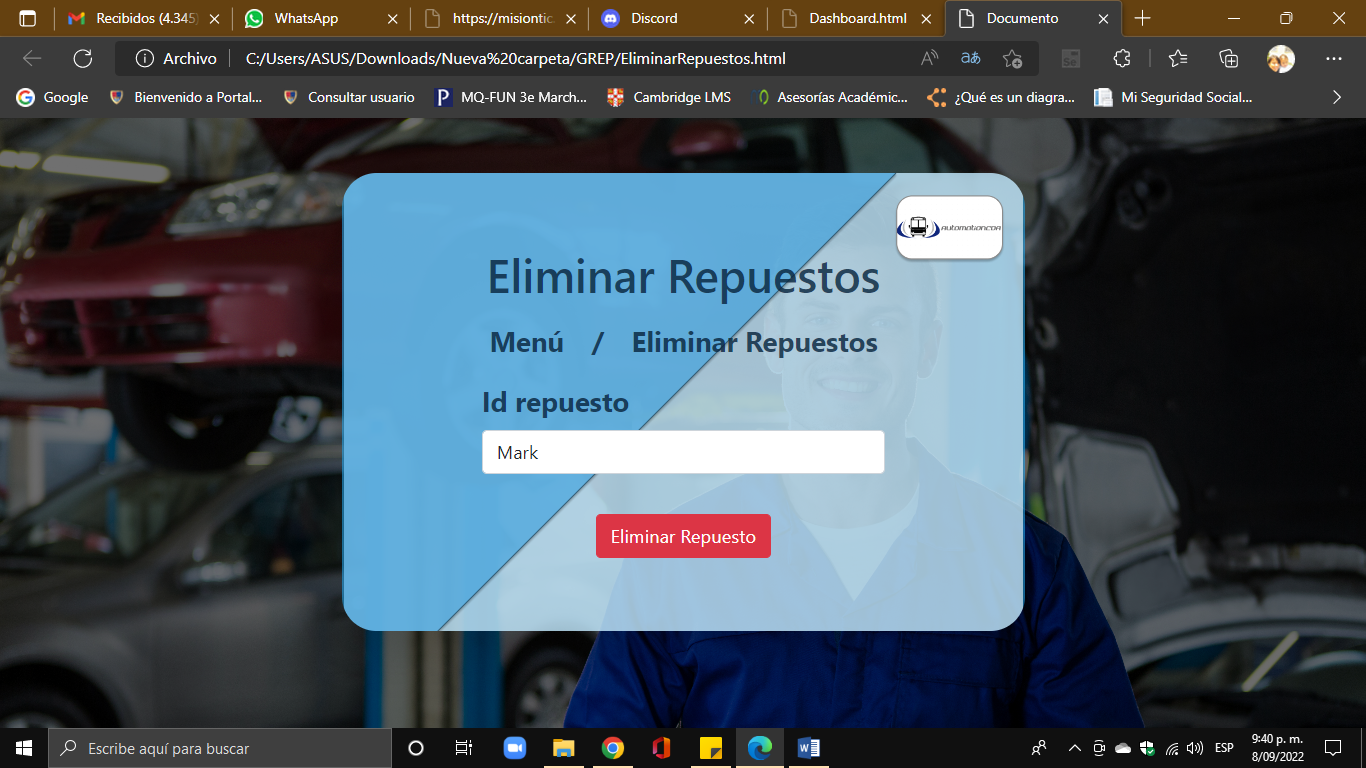 Recibidos (4.345)
WhatsApp
https://misiontic
Discord
Dashboard.html
Documento
Archivo
C:/Users/ASUS/Downloads/Nueva%20carpeta/GREP/EliminarRepuestos.html
Google
Bienvenido a Portal...
Consultar usuario
MQ-FUN 3e March...
Cambridge LMS
Asesorías Académic...
¿Qué es un diagra...
Mi Seguridad Social...
AUTOMOTIONCAR
Eliminar Repuestos
Menú / Eliminar Repuestos
Id repuesto
Mark
Eliminar Repuesto
Escribe aquí para buscar
ESP
9:40 p. m.
8/09/2022